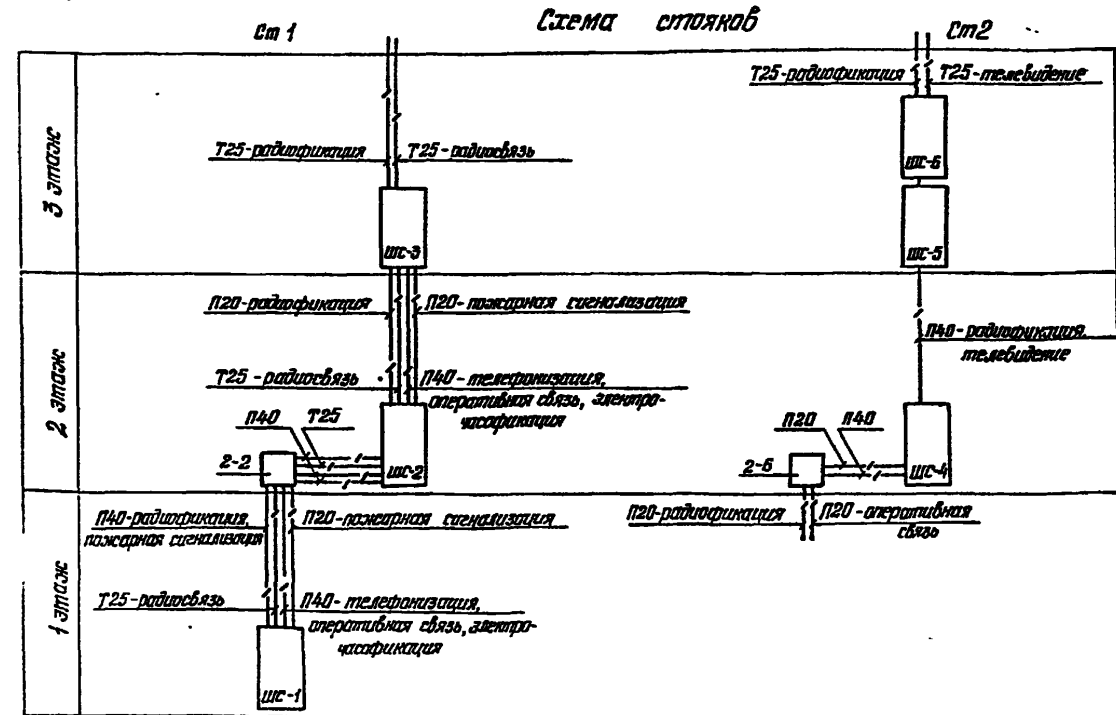 Схема стояков
Ст 1
Ст2
3 этаж
Т25-радиофикация
Т25-телевидение
ШС-6
Т25-радиофикация
Т25-радиосвязь
ШС-3
ШС-5
2 этаж
П20-радиофикация
П20-пожарная сигнализация
П40-радиофикация,
телевидение
Т25-радиосвязь
П40-телефонизация,
оперативная связь, электро-
часофикация
П40
Т25
2-2
ШС-2
П20
П40
2-6
ШС-4
1 этаж
П40-радиофикация,
пожарная сигнализация
П20-пожарная сигнализация
П20-радиофикация
П20-оперативная
связь
Т25-радиосвязь
П40-телефонизация,
оперативная связь, электро-
часофикация
ШС-1